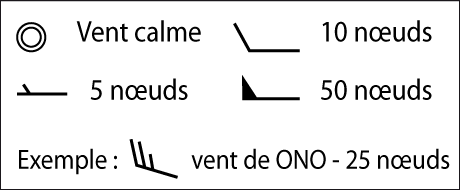 Vent calme 10 nœuds
5 nœuds 50 nœuds
Exemple : vent de ONO - 25 nœuds